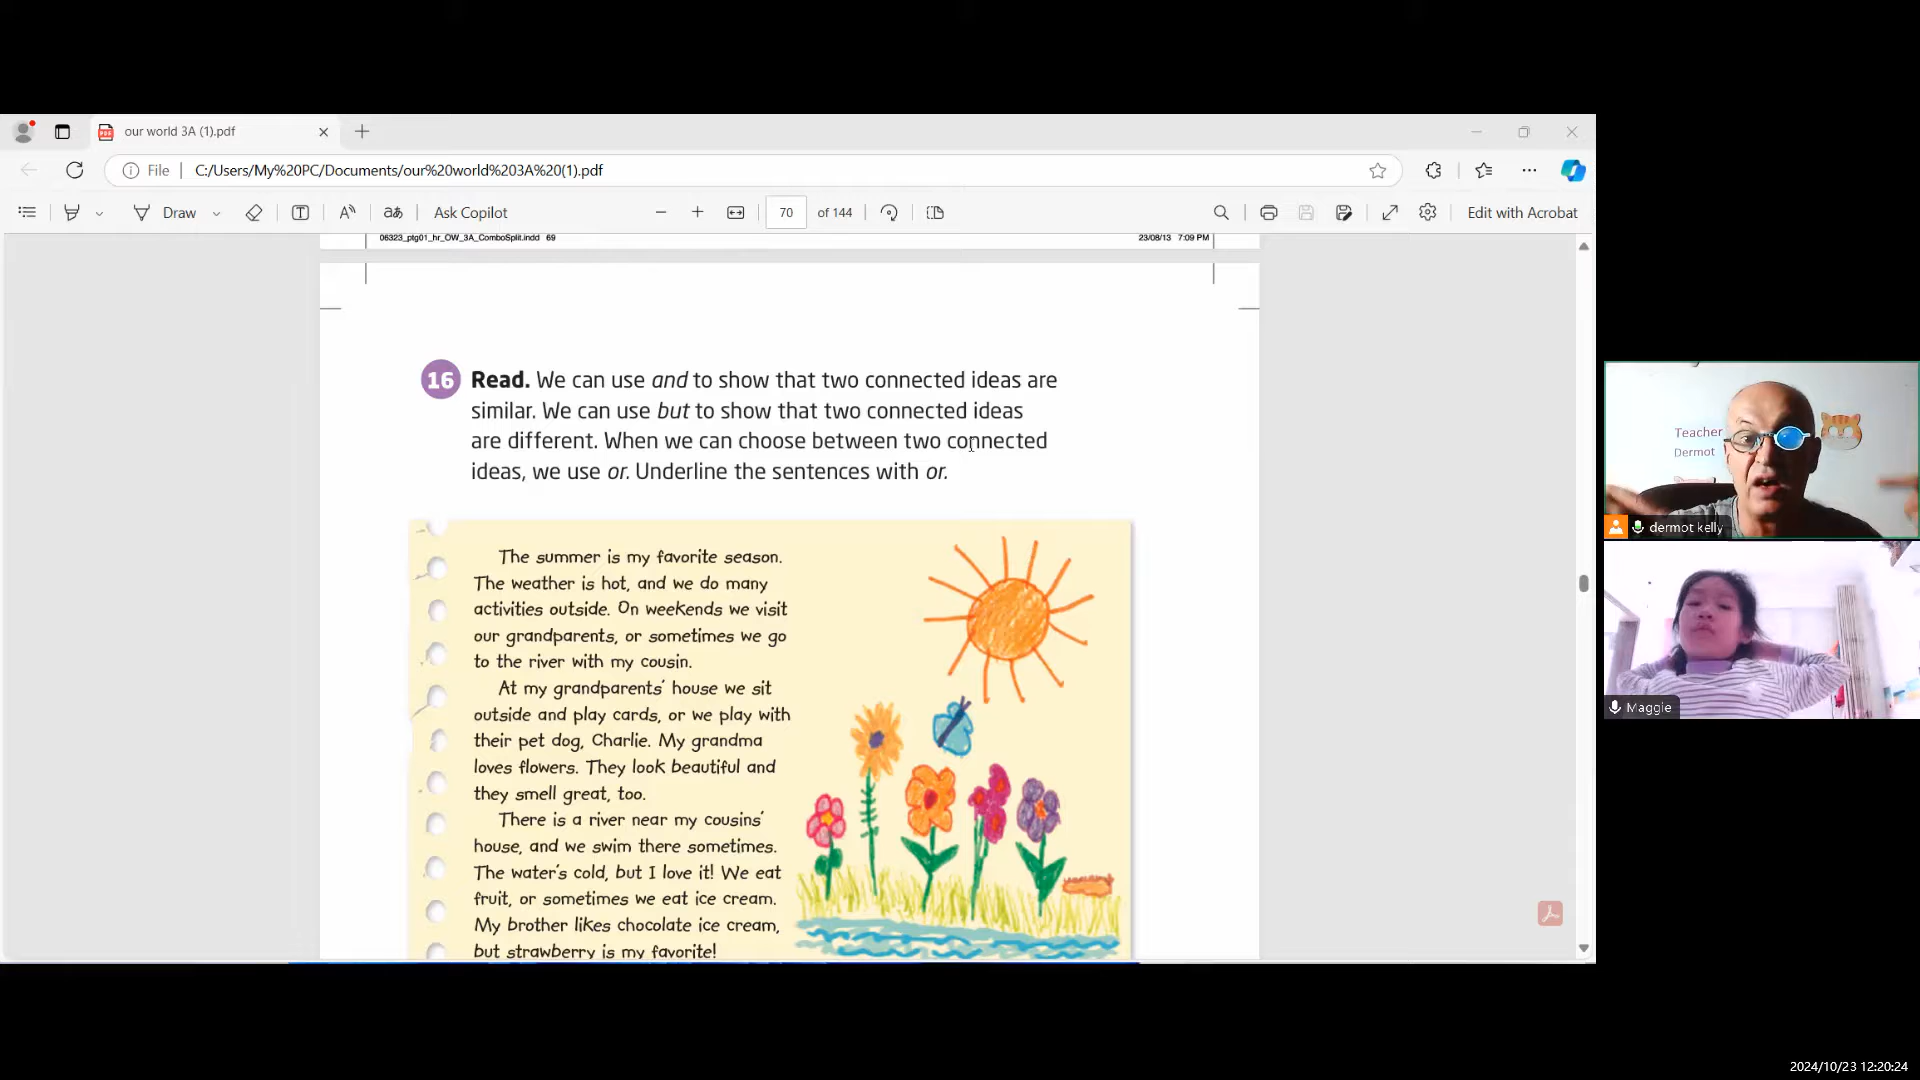 our world 3A (1).pdf
File
C:/Users/My%20PC/Documents/our%20world%203A%20(1).pdf
Draw
Ask Copilot
70
of 144
Edit with Acrobat
06323_ptg01_hr_OW_3A_ComboSplit.indd 69
23/08/13 7:09 PM
16 Read. We can use and to show that two connected ideas are
similar. We can use but to show that two connected ideas
are different. When we can choose between two connected
ideas, we use or. Underline the sentences with or.
The summer is my favorite season.
The weather is hot, and we do many
activities outside. On weekends we visit
our grandparents, or sometimes we go
to the river with my cousin.
At my grandparents' house we sit
outside and play cards, or we play with
their pet dog, Charlie. My grandma
loves flowers. They look beautiful and
they smell great, too.
There is a river near my cousins'
house, and we swim there sometimes.
The water's cold, but I love it! We eat
fruit, or sometimes we eat ice cream.
My brother likes chocolate ice cream,
but strawberry is my favorite!
Teacher
Dermot
dermot kelly
Maggie
2024/10/23 12:20:24